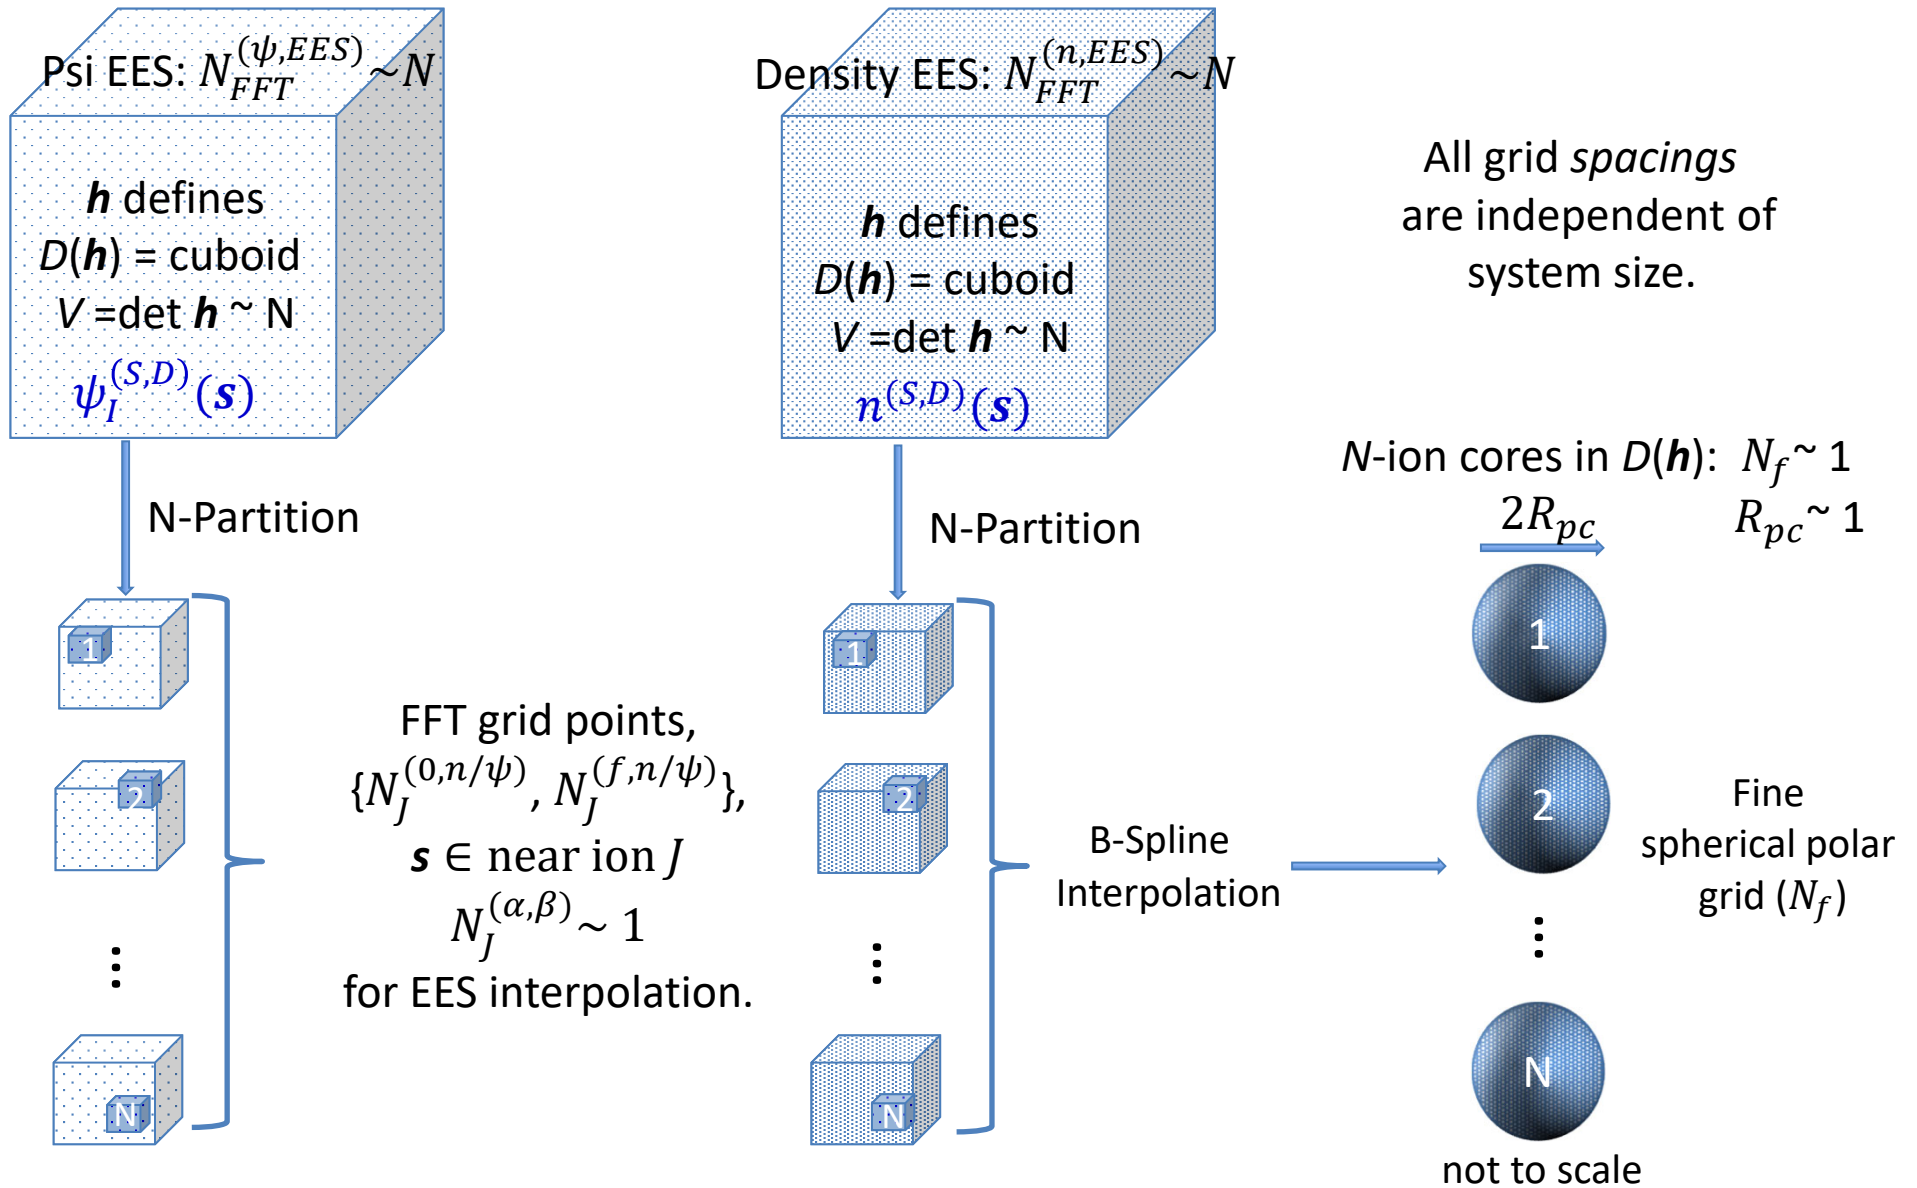 Psi EES: N_{FFT}^{(ψ,EES)}~N
h defines
D(h) = cuboid
V =det h ~ N
ψ_I^{(S,D)}(s)
N-Partition
1
2
⋮
N
FFT grid points,
{N_J^{(0,n/ψ)}, N_J^{(f,n/ψ)}},
s ∈ near ion J
N_J^{(α,β)}~ 1
for EES interpolation.
Density EES: N_{FFT}^{(n,EES)}~N
h defines
D(h) = cuboid
V =det h ~ N
n^{(S,D)}(s)
N-Partition
1
2
⋮
N
B-Spline
Interpolation
All grid spacings
are independent of
system size.
N-ion cores in D(h): N_f~ 1
2R_{pc} R_{pc}~ 1
1
2
⋮
N
Fine
spherical polar
grid (N_f)
not to scale